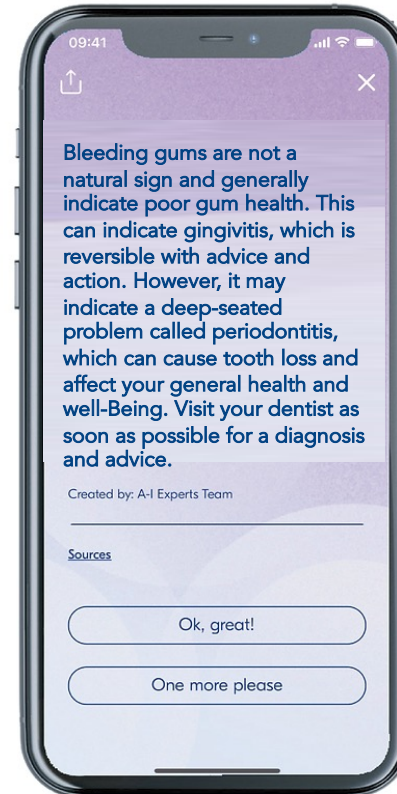 09:41
Bleeding gums are not a
natural sign and generally
indicate poor gum health. This
can indicate gingivitis, which is
reversible with advice and
action. However, it may
indicate a deep-seated
problem called periodontitis,
which can cause tooth loss and
affect your general health and
well-Being. Visit your dentist as
soon as possible for a diagnosis
and advice.
Created by: A-I Experts Team
Sources
Ok, great!
One more please